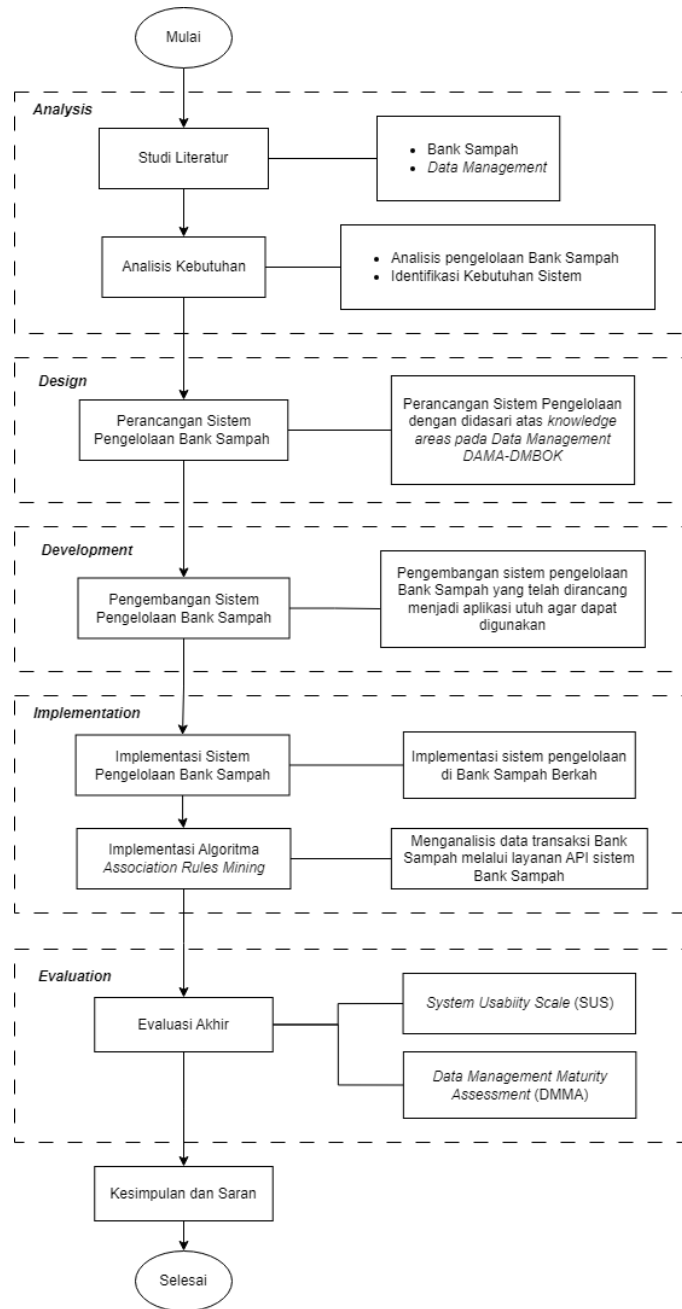 Mulai
Analysis
Studi Literatur
• Bank Sampah
• Data Management
Analisis Kebutuhan
• Analisis pengelolaan Bank Sampah
• Identifikasi Kebutuhan Sistem
Design
Perancangan Sistem
Pengelolaan Bank Sampah
Perancangan Sistem Pengelolaan
dengan didasari atas knowledge
areas pada Data Management
DAMA-DMBOK
Development
Pengembangan Sistem
Pengelolaan Bank Sampah
Pengembangan sistem pengelolaan
Bank Sampah yang telah dirancang
menjadi aplikasi utuh agar dapat
digunakan
Implementation
Implementasi Sistem
Pengelolaan Bank Sampah
Implementasi sistem pengelolaan
di Bank Sampah Berkah
Implementasi Algoritma
Association Rules Mining
Menganalisis data transaksi Bank
Sampah melalui layanan API sistem
Bank Sampah
Evaluation
Evaluasi Akhir
System Usabiity Scale (SUS)
Data Management Maturity
Assessment (DMMA)
Kesimpulan dan Saran
Selesai